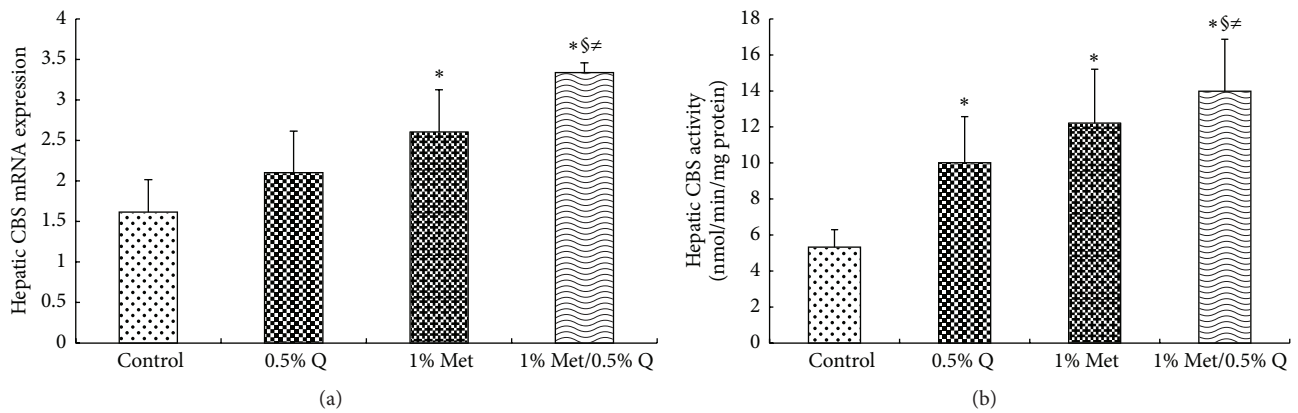 4
3.5
3
2.5
2
1.5
1
0.5
0
Hepatic CBS mRNA expression
*
*§≠
Control
0.5% Q
1% Met
1% Met/0.5% Q
(a)
18
16
14
12
10
8
6
4
2
0
Hepatic CBS activity
(nmol/min/mg protein)
*
*
*§≠
Control
0.5% Q
1% Met
1% Met/0.5% Q
(b)